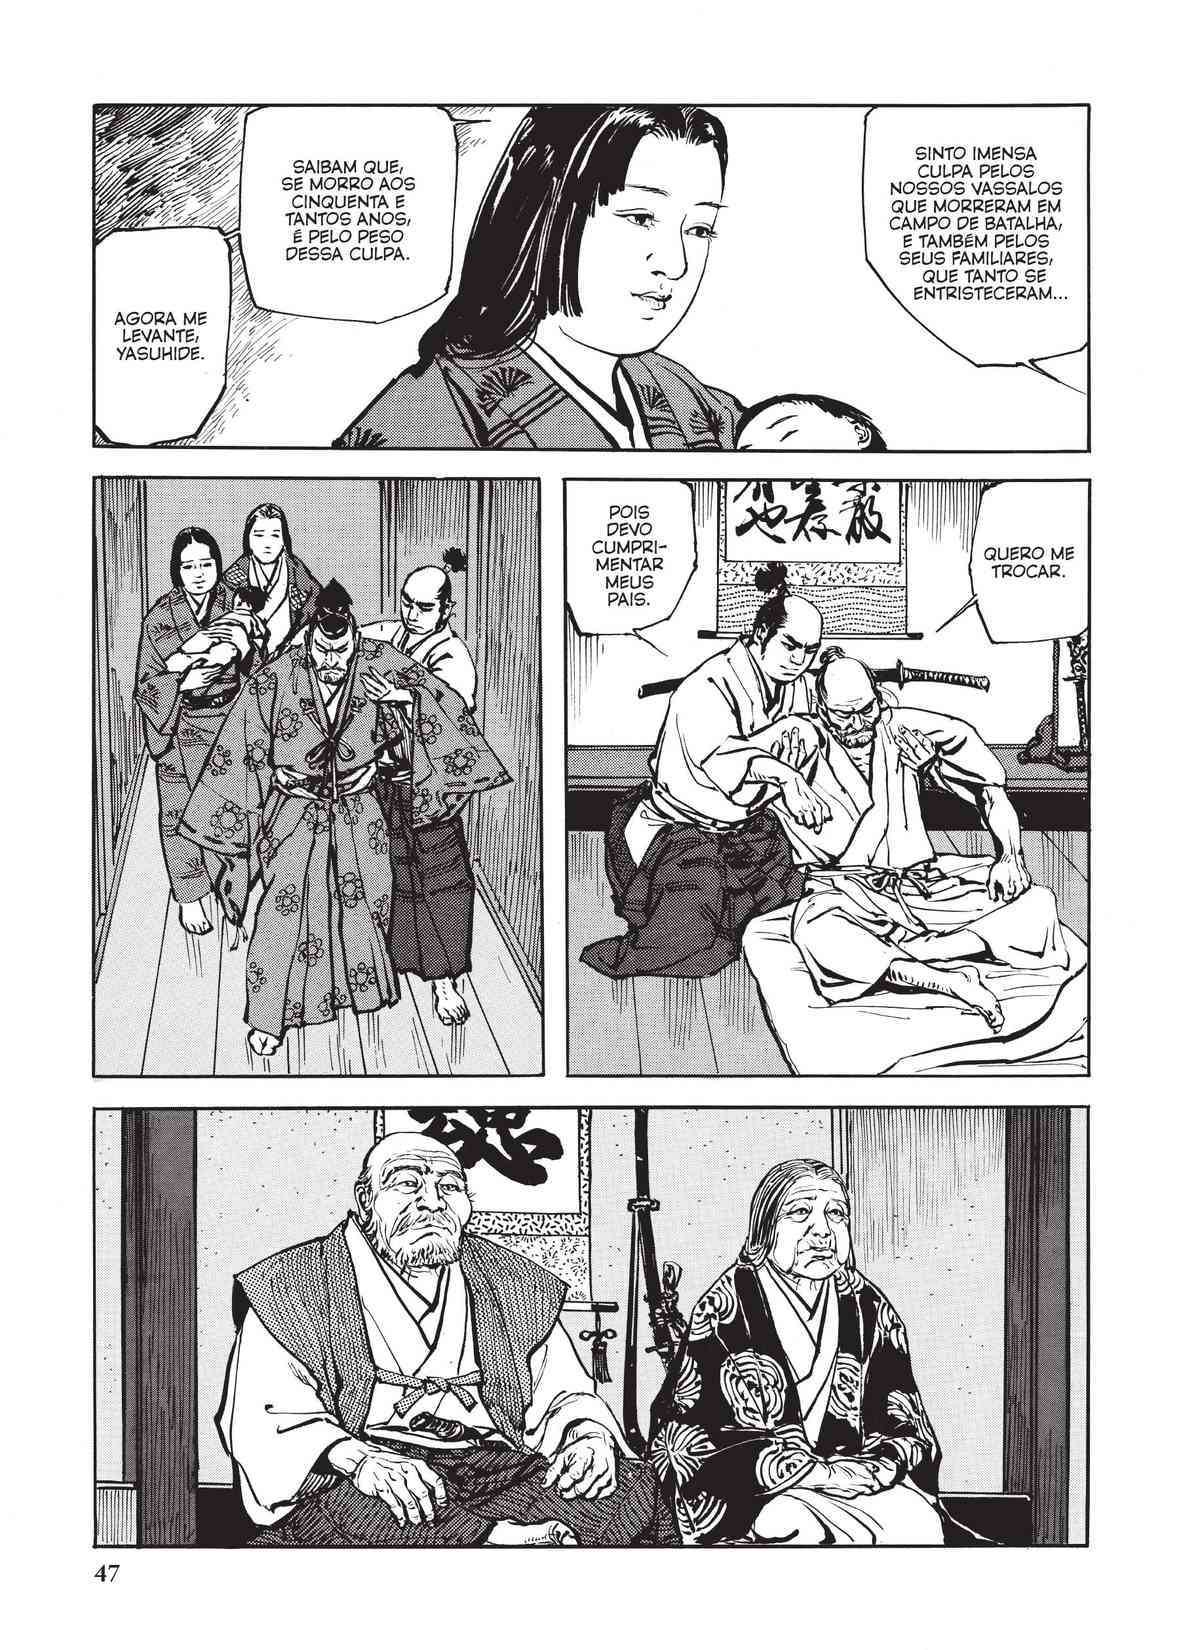 SINTO IMENSA
CULPA PELOS
NOSSOS VASSALOS
QUE MORRERAM EM
CAMPO DE BATALHA,
E TAMBÉM PELOS
SEUS FAMILIARES,
QUE TANTO SE
ENTRISTECERAM...
SAIBAM QUE,
SE MORRO AOS
CINQUENTA E
TANTOS ANOS,
É PELO PESO
DESSA CULPA.
AGORA ME
LEVANTE,
YASUHIDE.
QUERO ME
TROCAR.
POIS
DEVO
CUMPRI-
MENTAR
MEUS
PAIS.
47